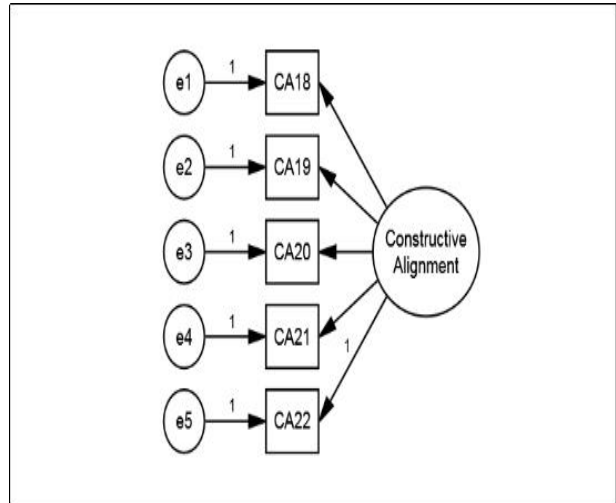 e1
1
CA18
e2
1
CA19
e3
1
CA20
Constructive
Alignment
e4
1
CA21
1
e5
1
CA22